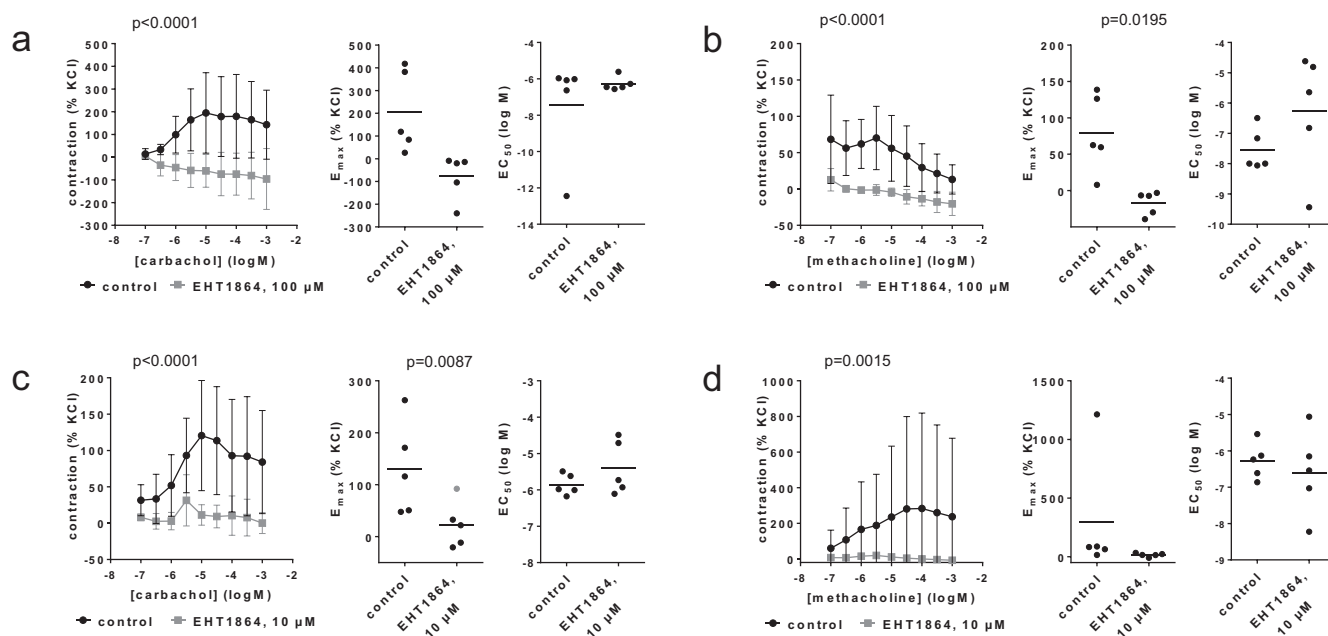 a
p<0.0001
contraction (% KCl)
500
400
300
200
100
0
-100
-200
-300
-8 -7 -6 -5 -4 -3 -2
[carbachol] (logM)
control EHT1864, 100 µM
Emax (% KCl)
500
400
300
200
100
0
-100
-200
-300
control
EHT1864,
100 µM
EC50 (log M)
-4
-6
-8
-10
-12
-14
control
EHT1864,
100 µM
b
p<0.0001
contraction (% KCl)
200
150
100
50
0
-50
-8 -7 -6 -5 -4 -3 -2
[methacholine] (logM)
control EHT1864, 100 µM
p=0.0195
Emax (% KCl)
200
150
100
50
0
control
EHT1864,
100 µM
EC50 (log M)
-4
-5
-6
-7
-8
-9
-10
control
EHT1864,
100 µM
c
p<0.0001
contraction (% KCl)
200
150
100
50
0
-50
-8 -7 -6 -5 -4 -3 -2
[carbachol] (logM)
control EHT1864, 10 µM
p=0.0087
Emax (% KCl)
300
200
100
0
control
EHT1864,
10 µM
EC50 (log M)
-3
-4
-5
-6
-7
-8
control
EHT1864,
10 µM
d
p=0.0015
contraction (% KCl)
1000
800
600
400
200
0
-8 -7 -6 -5 -4 -3 -2
[methacholine] (logM)
control EHT1864, 10 µM
Emax (% KCl)
1500
1000
500
0
control
EHT1864,
10 µM
EC50 (log M)
-4
-5
-6
-7
-8
-9
control
EHT1864,
10 µM